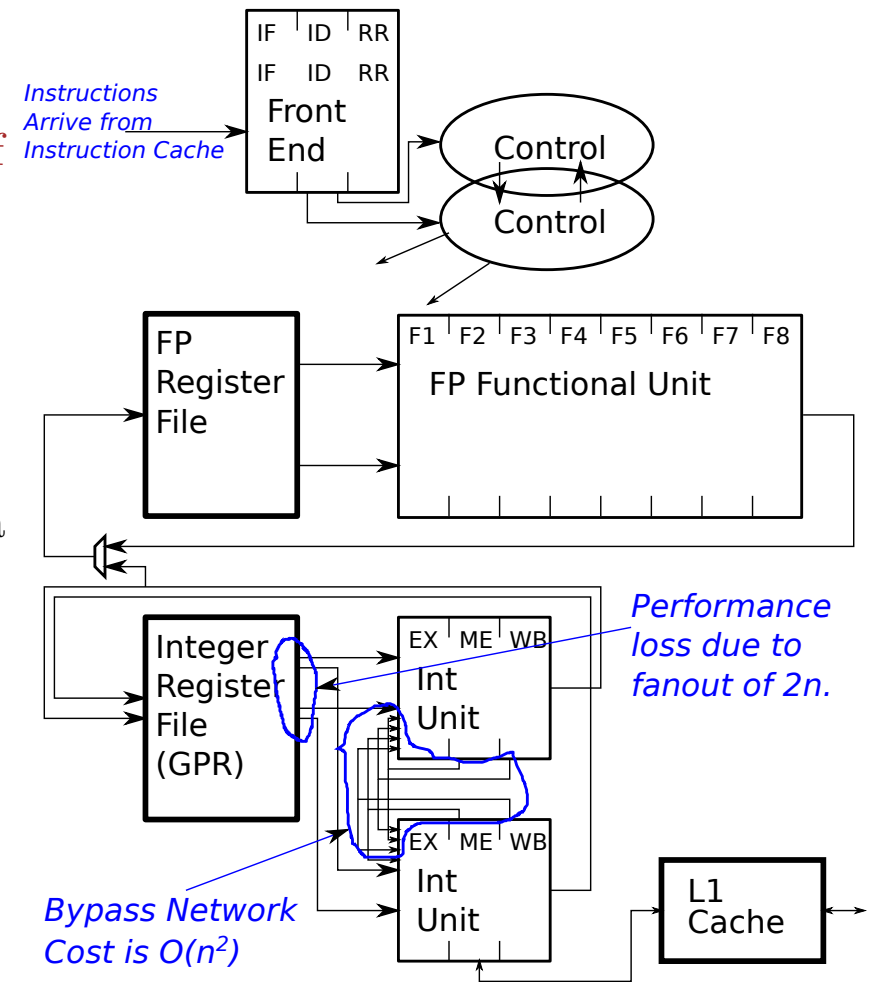 IF ID RR
IF ID RR
Front
End
Instructions
Arrive from
Instruction Cache
f
Control
Control
FP
Register
File
F1 F2 F3 F4 F5 F6 F7 F8
FP Functional Unit
Integer
Register
File
(GPR)
EX ME WB
Int
Unit
Performance
loss due to
fanout of 2n.
EX ME WB
Int
Unit
Bypass Network
Cost is O(n²)
L1
Cache